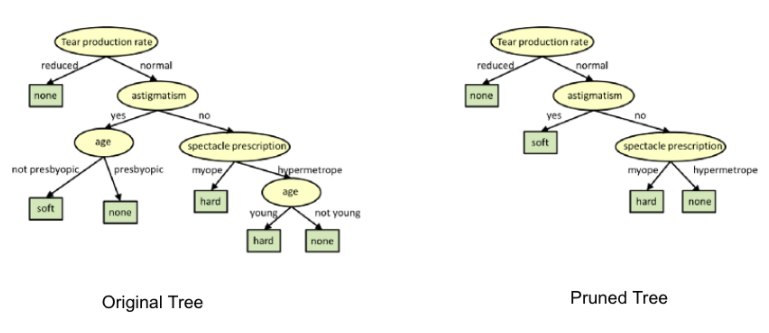 Tear production rate
reduced
normal
none
astigmatism
yes
no
age
spectacle prescription
not presbyopic
presbyopic
myope
hypermetrope
soft
none
hard
age
young
not young
hard
none
Original Tree
Tear production rate
reduced
normal
none
astigmatism
yes
no
soft
spectacle prescription
myope
hypermetrope
hard
none
Pruned Tree